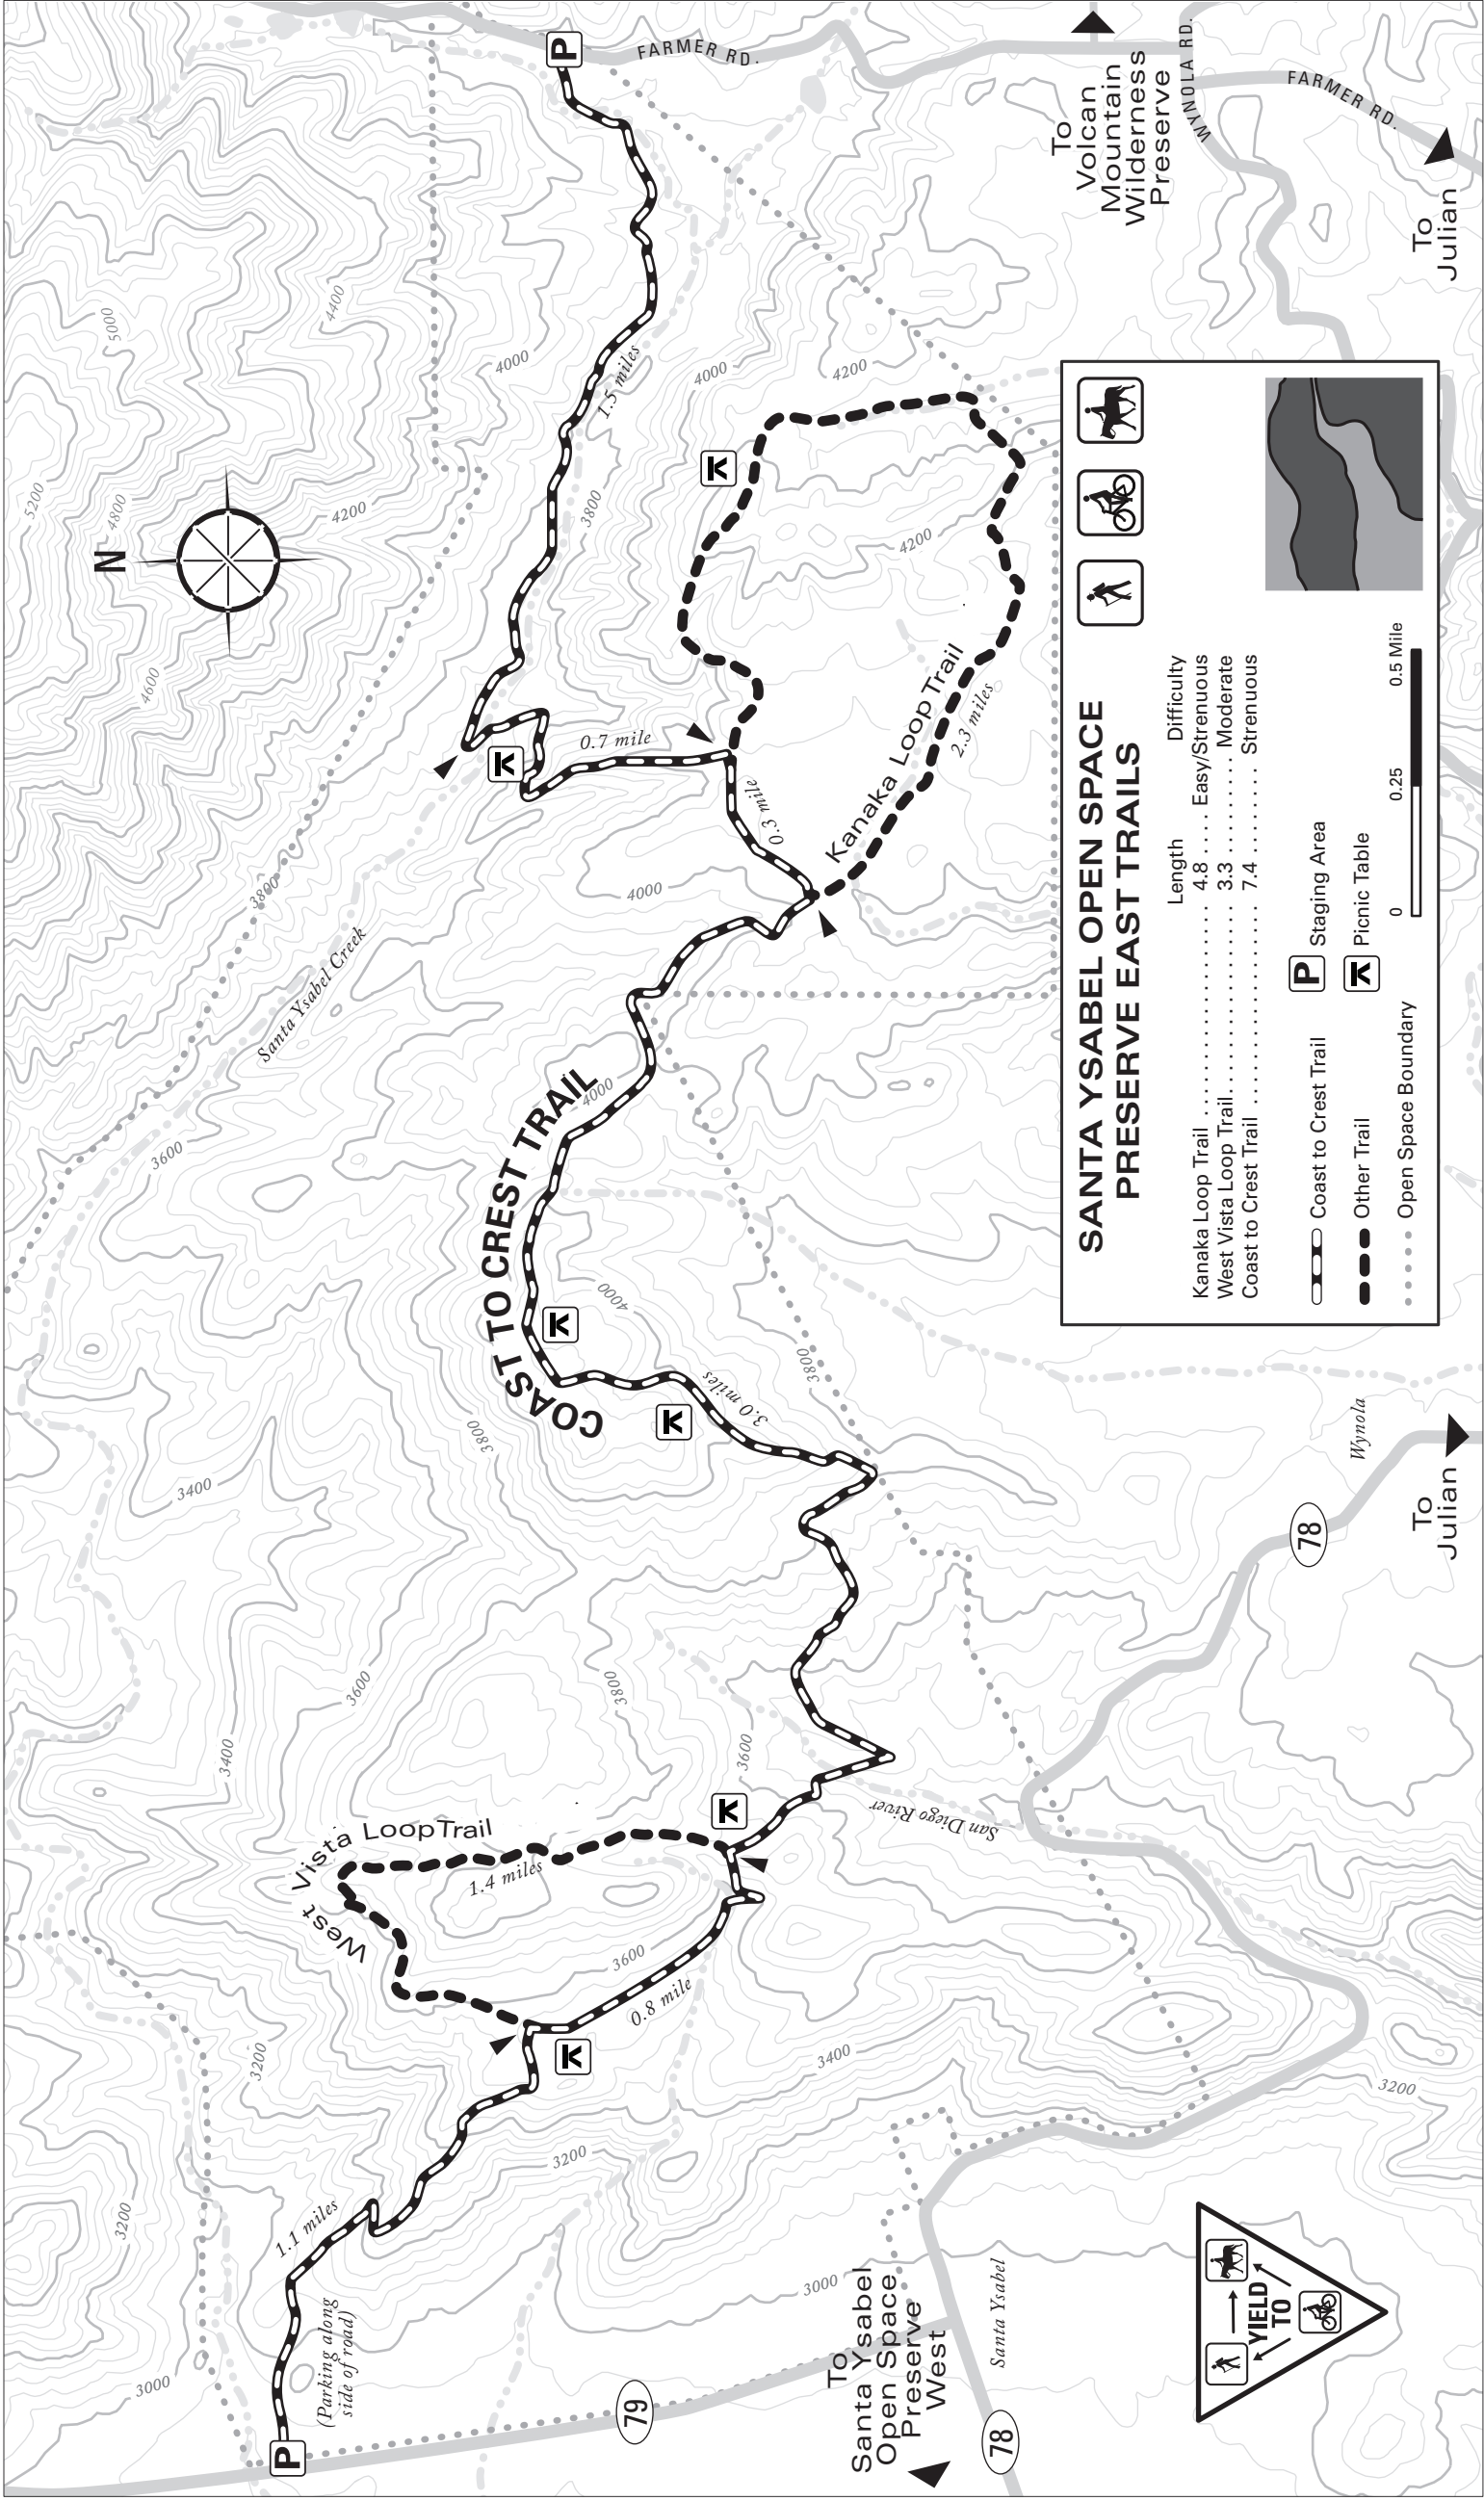 SANTA YSABEL OPEN SPACE
PRESERVE EAST TRAILS
Length Difficulty
Kanaka Loop Trail . . . . . . . . . . . . . . . . . . . . . . 4.8 . . . . Easy/Strenuous
West Vista Loop Trail. . . . . . . . . . . . . . . . . . . 3.3 . . . . . . . Moderate
Coast to Crest Trail . . . . . . . . . . . . . . . . . . . . 7.4 . . . . . . . Strenuous
Coast to Crest Trail
Other Trail
Open Space Boundary
P Staging Area
Picnic Table
0 0.25 0.5 Mile
N
P
FARMER RD.
WYNOLA RD.
FARMER RD.
To
Volcan
Mountain
Wilderness
Preserve
To
Julian
1.5 miles
0.7 mile
0.3 mile
Kanaka Loop Trail
2.3 miles
Santa Ysabel Creek
COAST TO CREST TRAIL
3.0 miles
West Vista Loop Trail
1.4 miles
0.8 mile
1.1 miles
San Diego River
Wynola
78
To
Julian
P
(Parking along
side of road)
79
To
Santa Ysabel
Open Space
Preserve
West
78
Santa Ysabel
YIELD
TO
5200
5000
4800
4600
4400
4200
4000
4000
4200
4200
3800
3800
4000
3600
4000
4000
3800
3800
3400
3600
3400
3800
3600
3600
3400
3200
3200
3200
3200
3000
3000